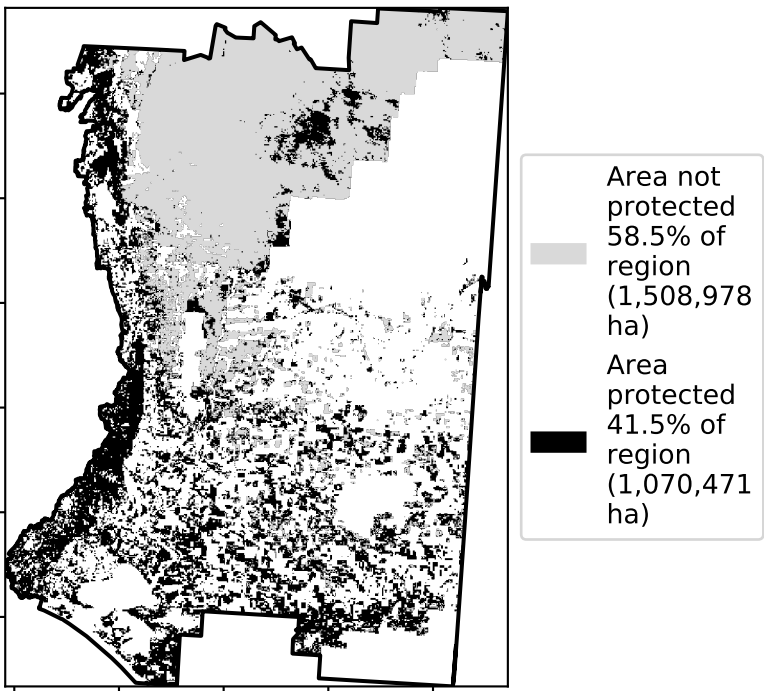 Area not
protected
58.5% of
region
(1,508,978
ha)
Area
protected
41.5% of
region
(1,070,471
ha)